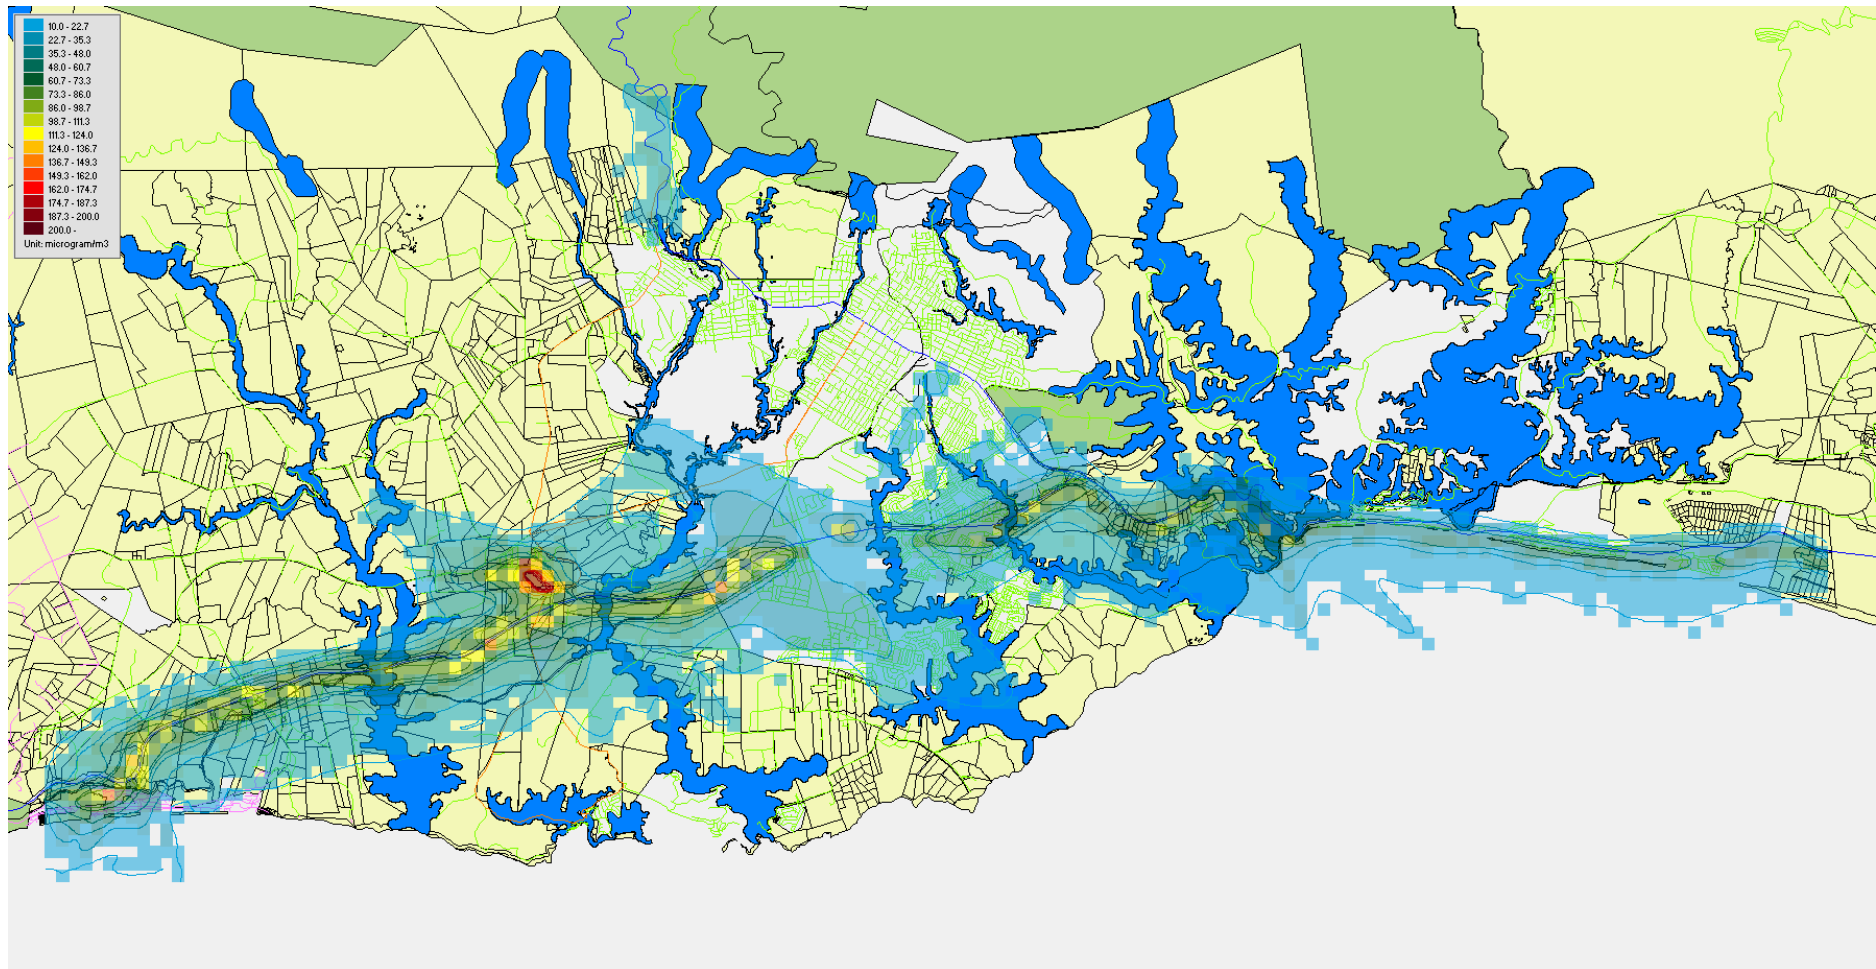 10.0 - 22.7
22.7 - 35.3
35.3 - 48.0
48.0 - 60.7
60.7 - 73.3
73.3 - 86.0
86.0 - 98.7
98.7 - 111.3
111.3 - 124.0
124.0 - 136.7
136.7 - 149.3
149.3 - 162.0
162.0 - 174.7
174.7 - 187.3
187.3 - 200.0
200.0 -
Unit: microgram/m3